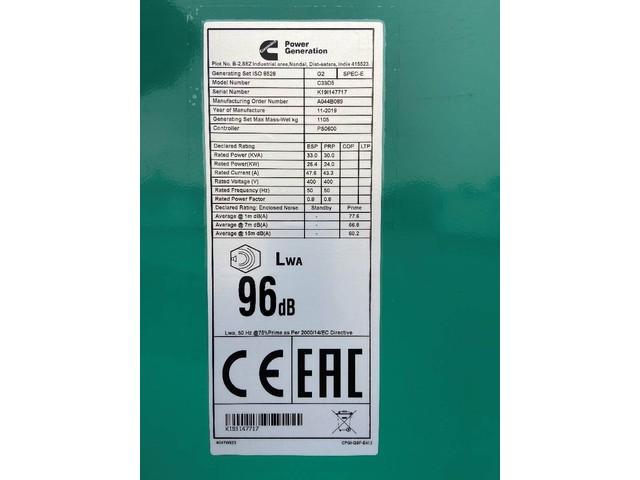 Power
Generation
Plot No. B-2,SEZ Industrial area,Nandal, Dist-satara, India 415523.
Generating Set ISO 8528 G2 SPEC-E
Model Number C33D5
Serial Number K19I147717
Manufacturing Order Number A044B089
Year of Manufacture 11-2019
Generating Set Max Mass-Wet kg 1105
Controller PS0600
Declared Rating ESP PRP COP LTP
Rated Power (KVA) 33.0 30.0
Rated Power(KW) 26.4 24.0
Rated Current (A) 47.6 43.3
Rated Voltage (V) 400 400
Rated Frequency (Hz) 50 50
Rated Power Factor 0.8 0.8
Declared Rating: Enclosed Noise Standby Prime
Average @ 1m dB(A) - 77.6
Average @ 7m dB(A) - 66.8
Average @ 15m dB(A) - 60.2
LWA
96dB
Lwa, 50 Hz @75%Prime as Per 2000/14/EC Directive
CE EAC
K19I147717